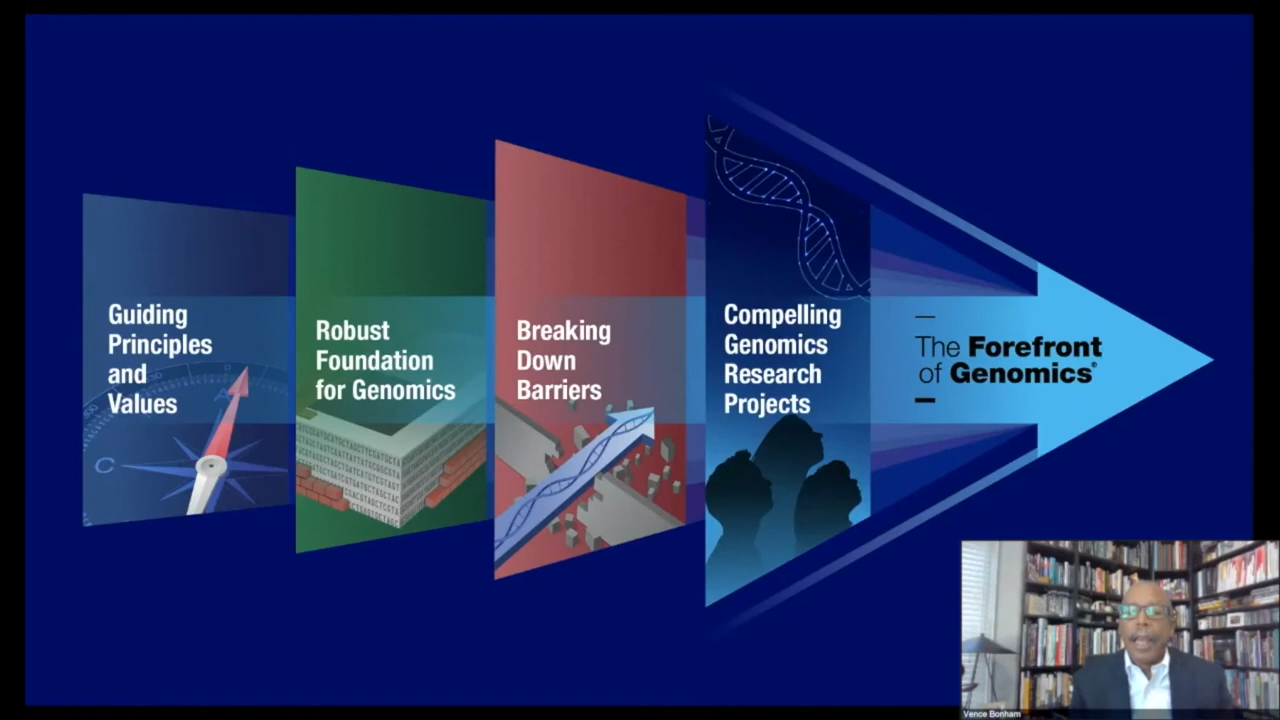 Guiding
Principles
and
Values
Robust
Foundation
for Genomics
Breaking
Down
Barriers
Compelling
Genomics
Research
Projects
The Forefront
of Genomics®
C
Vence Bonham